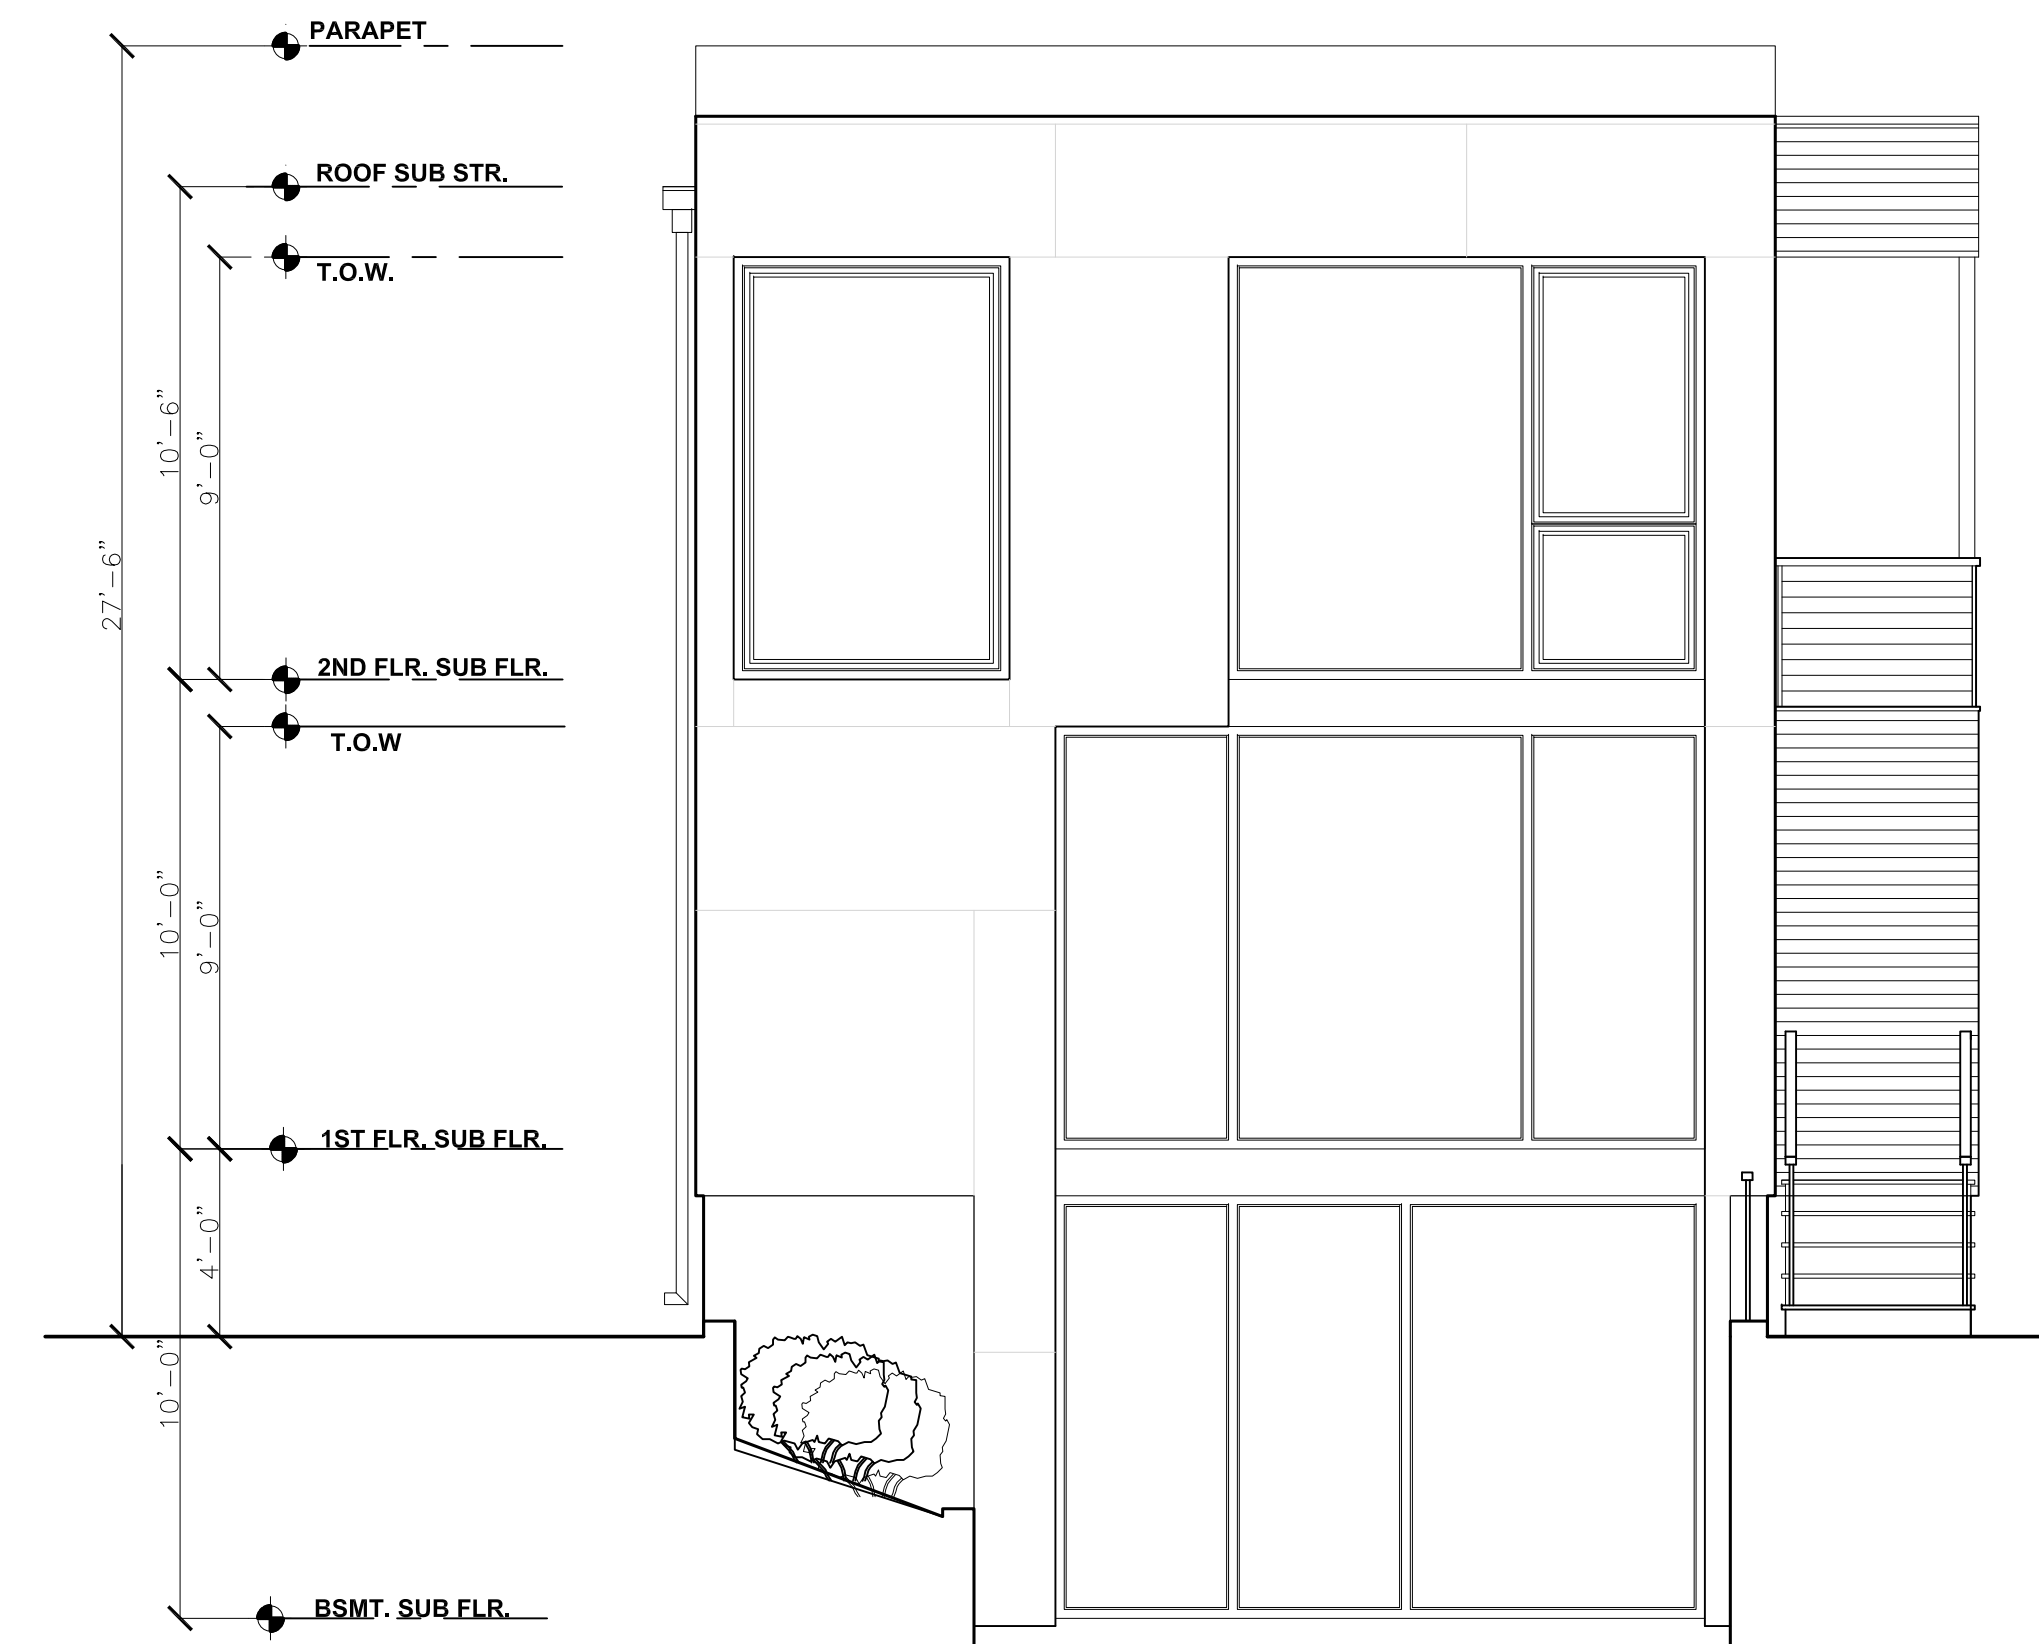 PARAPET
ROOF SUB STR.
T.O.W.
10'-6"
9'-0"
27'-6"
2ND FLR. SUB FLR.
T.O.W
10'-0"
9'-0"
1ST FLR. SUB FLR.
4'-0"
10'-0"
BSMT. SUB FLR.